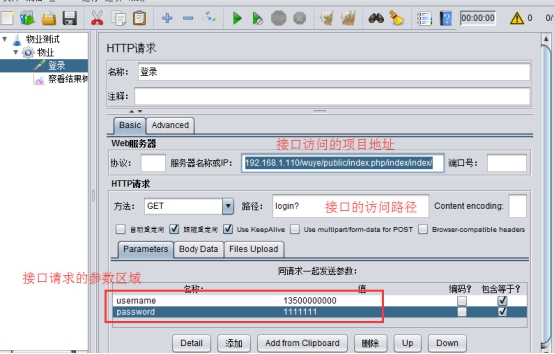 00:00:00
0
物业测试
物业
登录
察看结果树
HTTP请求
名称: 登录
注释:
Basic
Advanced
Web服务器
接口访问的项目地址
协议:
服务器名称或IP: 192.168.1.110/wuye/public/index.php/index/index/
端口号:
HTTP请求
方法: GET
路径: login?
接口的访问路径
Content encoding:
自动重定向
跟随重定向
Use KeepAlive
Use multipart/form-data for POST
Browser-compatible headers
Parameters
Body Data
Files Upload
接口请求的参数区域
同请求一起发送参数:
名称: 值 编码? 包含等于?
username 13500000000
password 1111111
Detail
添加
Add from Clipboard
删除
Up
Down